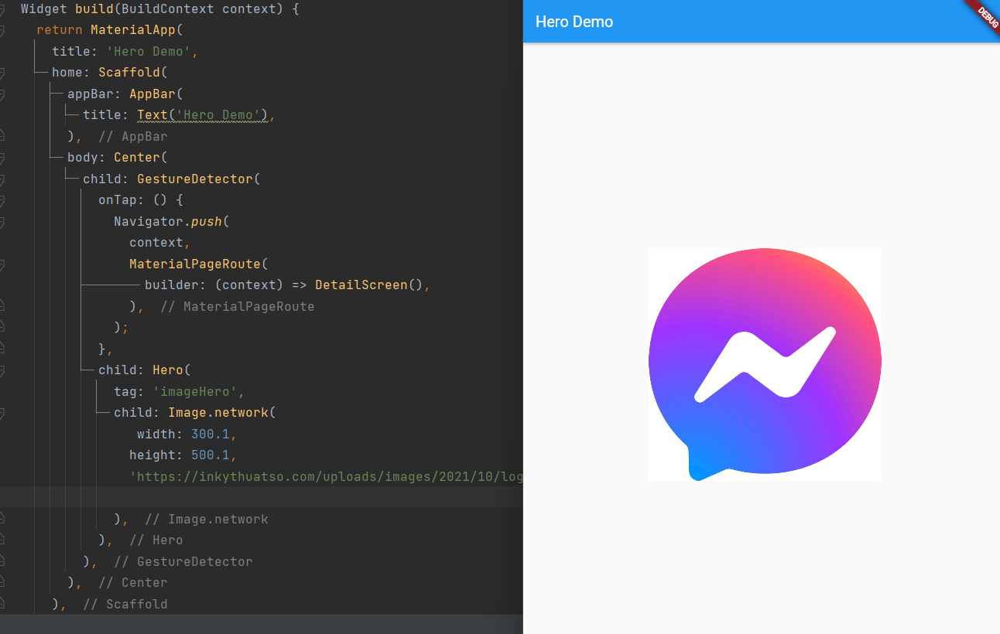 Widget build(BuildContext context) {
return MaterialApp(
title: 'Hero Demo',
home: Scaffold(
appBar: AppBar(
title: Text('Hero Demo'),
), // AppBar
body: Center(
child: GestureDetector(
onTap: () {
Navigator.push(
context,
MaterialPageRoute(
builder: (context) => DetailScreen(),
), // MaterialPageRoute
);
},
child: Hero(
tag: 'imageHero',
child: Image.network(
width: 300.1,
height: 500.1,
'https://inkythuatso.com/uploads/images/2021/10/log
), // Image.network
), // Hero
), // GestureDetector
), // Center
), // Scaffold
Hero Demo
DEBUG